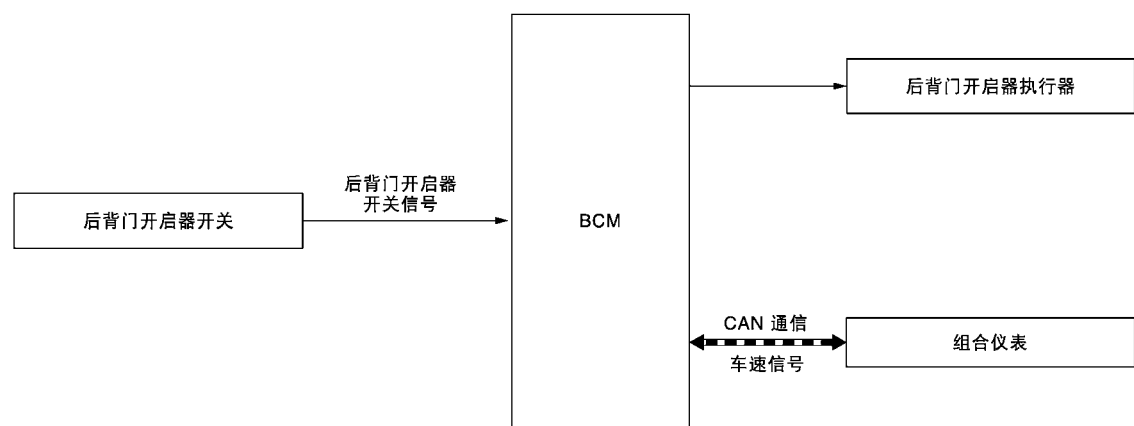 后背门开启器执行器
后背门开启器
开关信号
后背门开启器开关
BCM
CAN 通信
车速信号
组合仪表